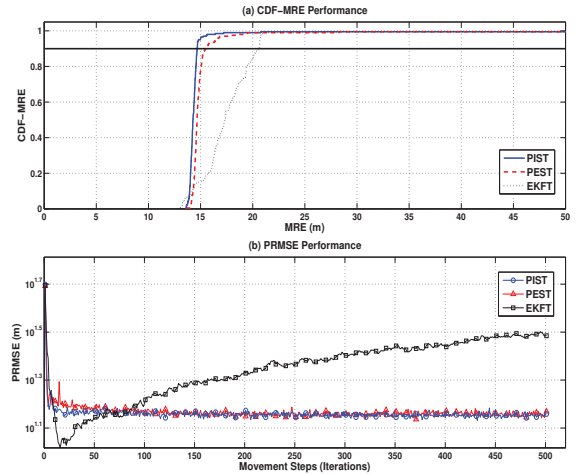 (a) CDF-MRE Performance
1
0.8
0.6
0.4
0.2
0
CDF-MRE
PIST
PEST
EKFT
0 5 10 15 20 25 30 35 40 45 50
MRE (m)
(b) PRMSE Performance
10^1.7
10^1.5
10^1.3
10^1.1
PRMSE (m)
PIST
PEST
EKFT
0 50 100 150 200 250 300 350 400 450 500
Movement Steps (Iterations)